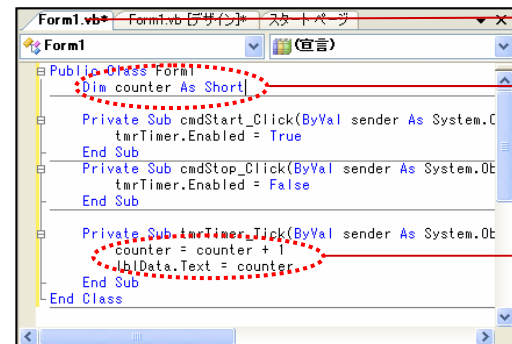 Form1.vb* Form1.vb [デザイン]* スタート ページ
Form1 (宣言)
Public Class Form1
Dim counter As Short
Private Sub cmdStart_Click(ByVal sender As System.O
tmrTimer.Enabled = True
End Sub
Private Sub cmdStop_Click(ByVal sender As System.Ob
tmrTimer.Enabled = False
End Sub
Private Sub tmrTimer_Tick(ByVal sender As System.Ob
counter = counter + 1
lblData.Text = counter
End Sub
End Class